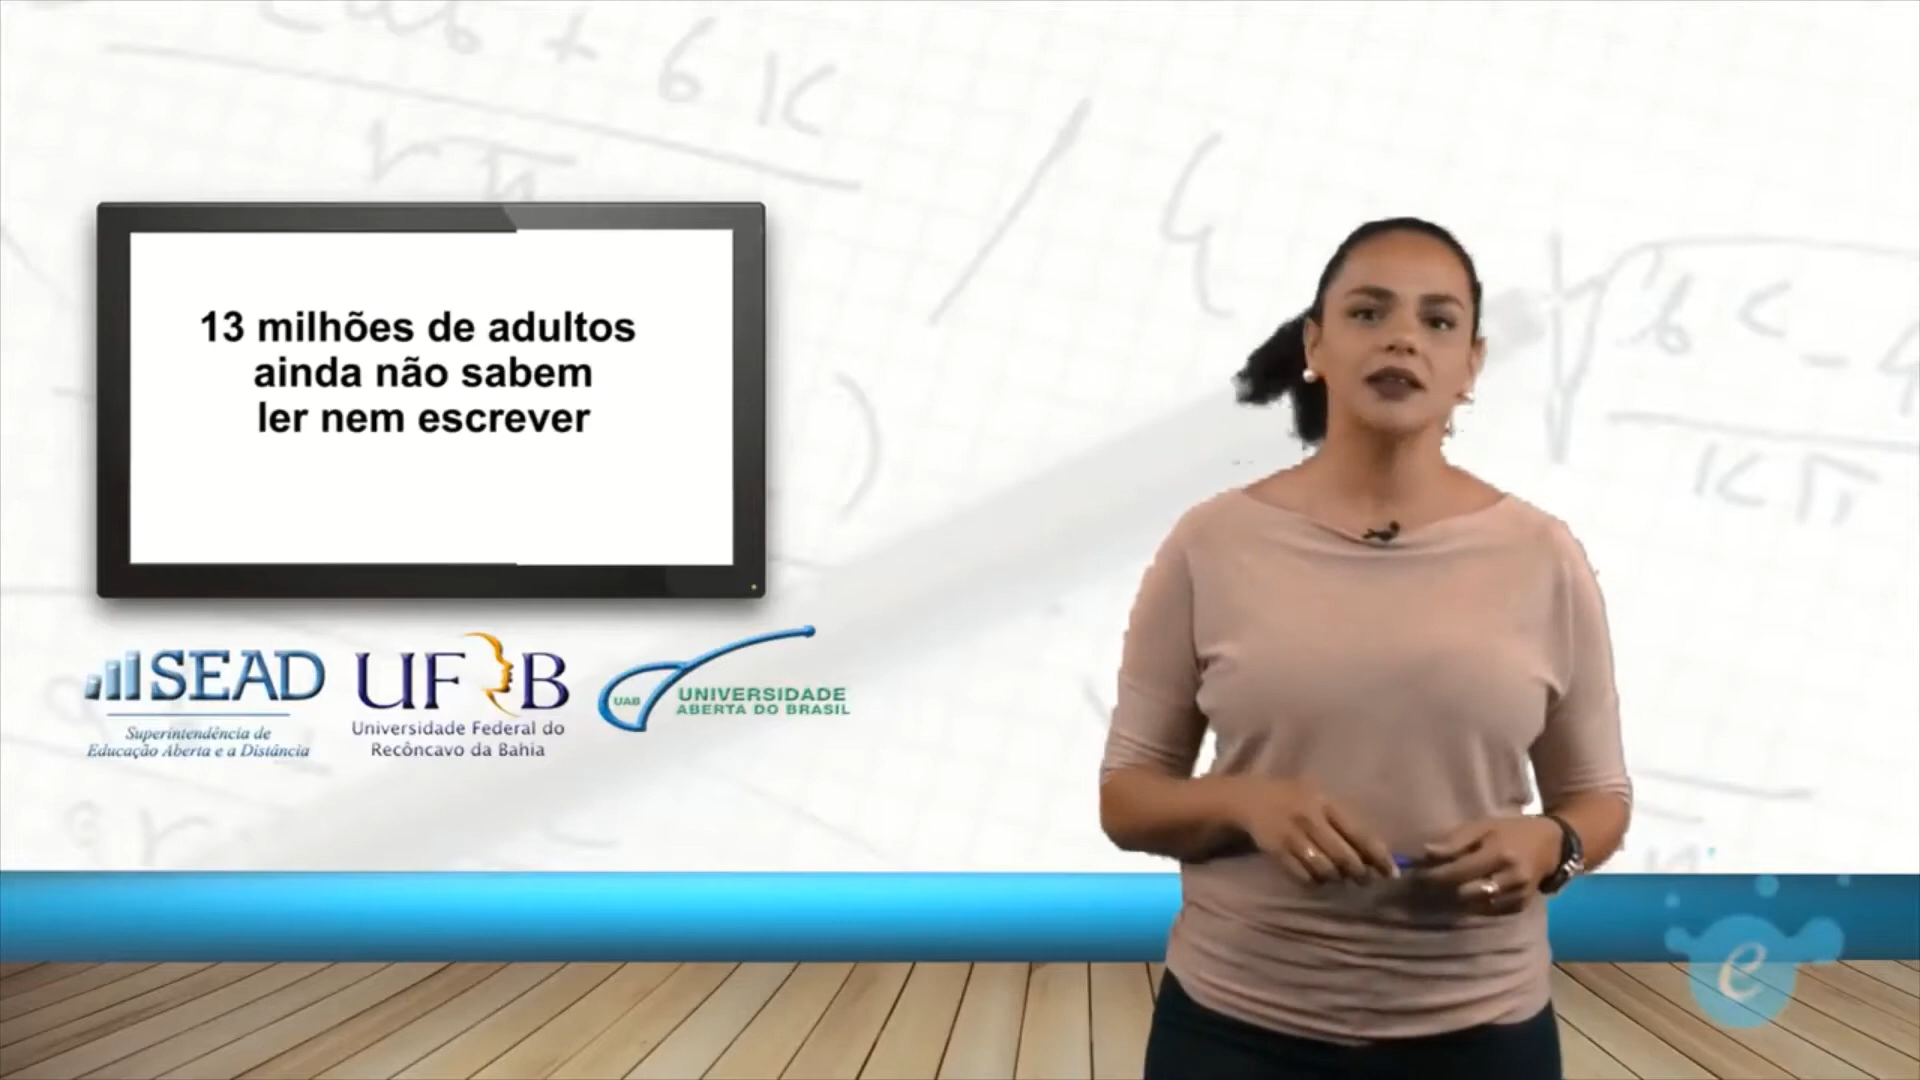 13 milhões de adultos
ainda não sabem
ler nem escrever
SEAD
Superintendência de
Educação Aberta e a Distância
UFRB
Universidade Federal do
Recôncavo da Bahia
UAB
UNIVERSIDADE
ABERTA DO BRASIL
e